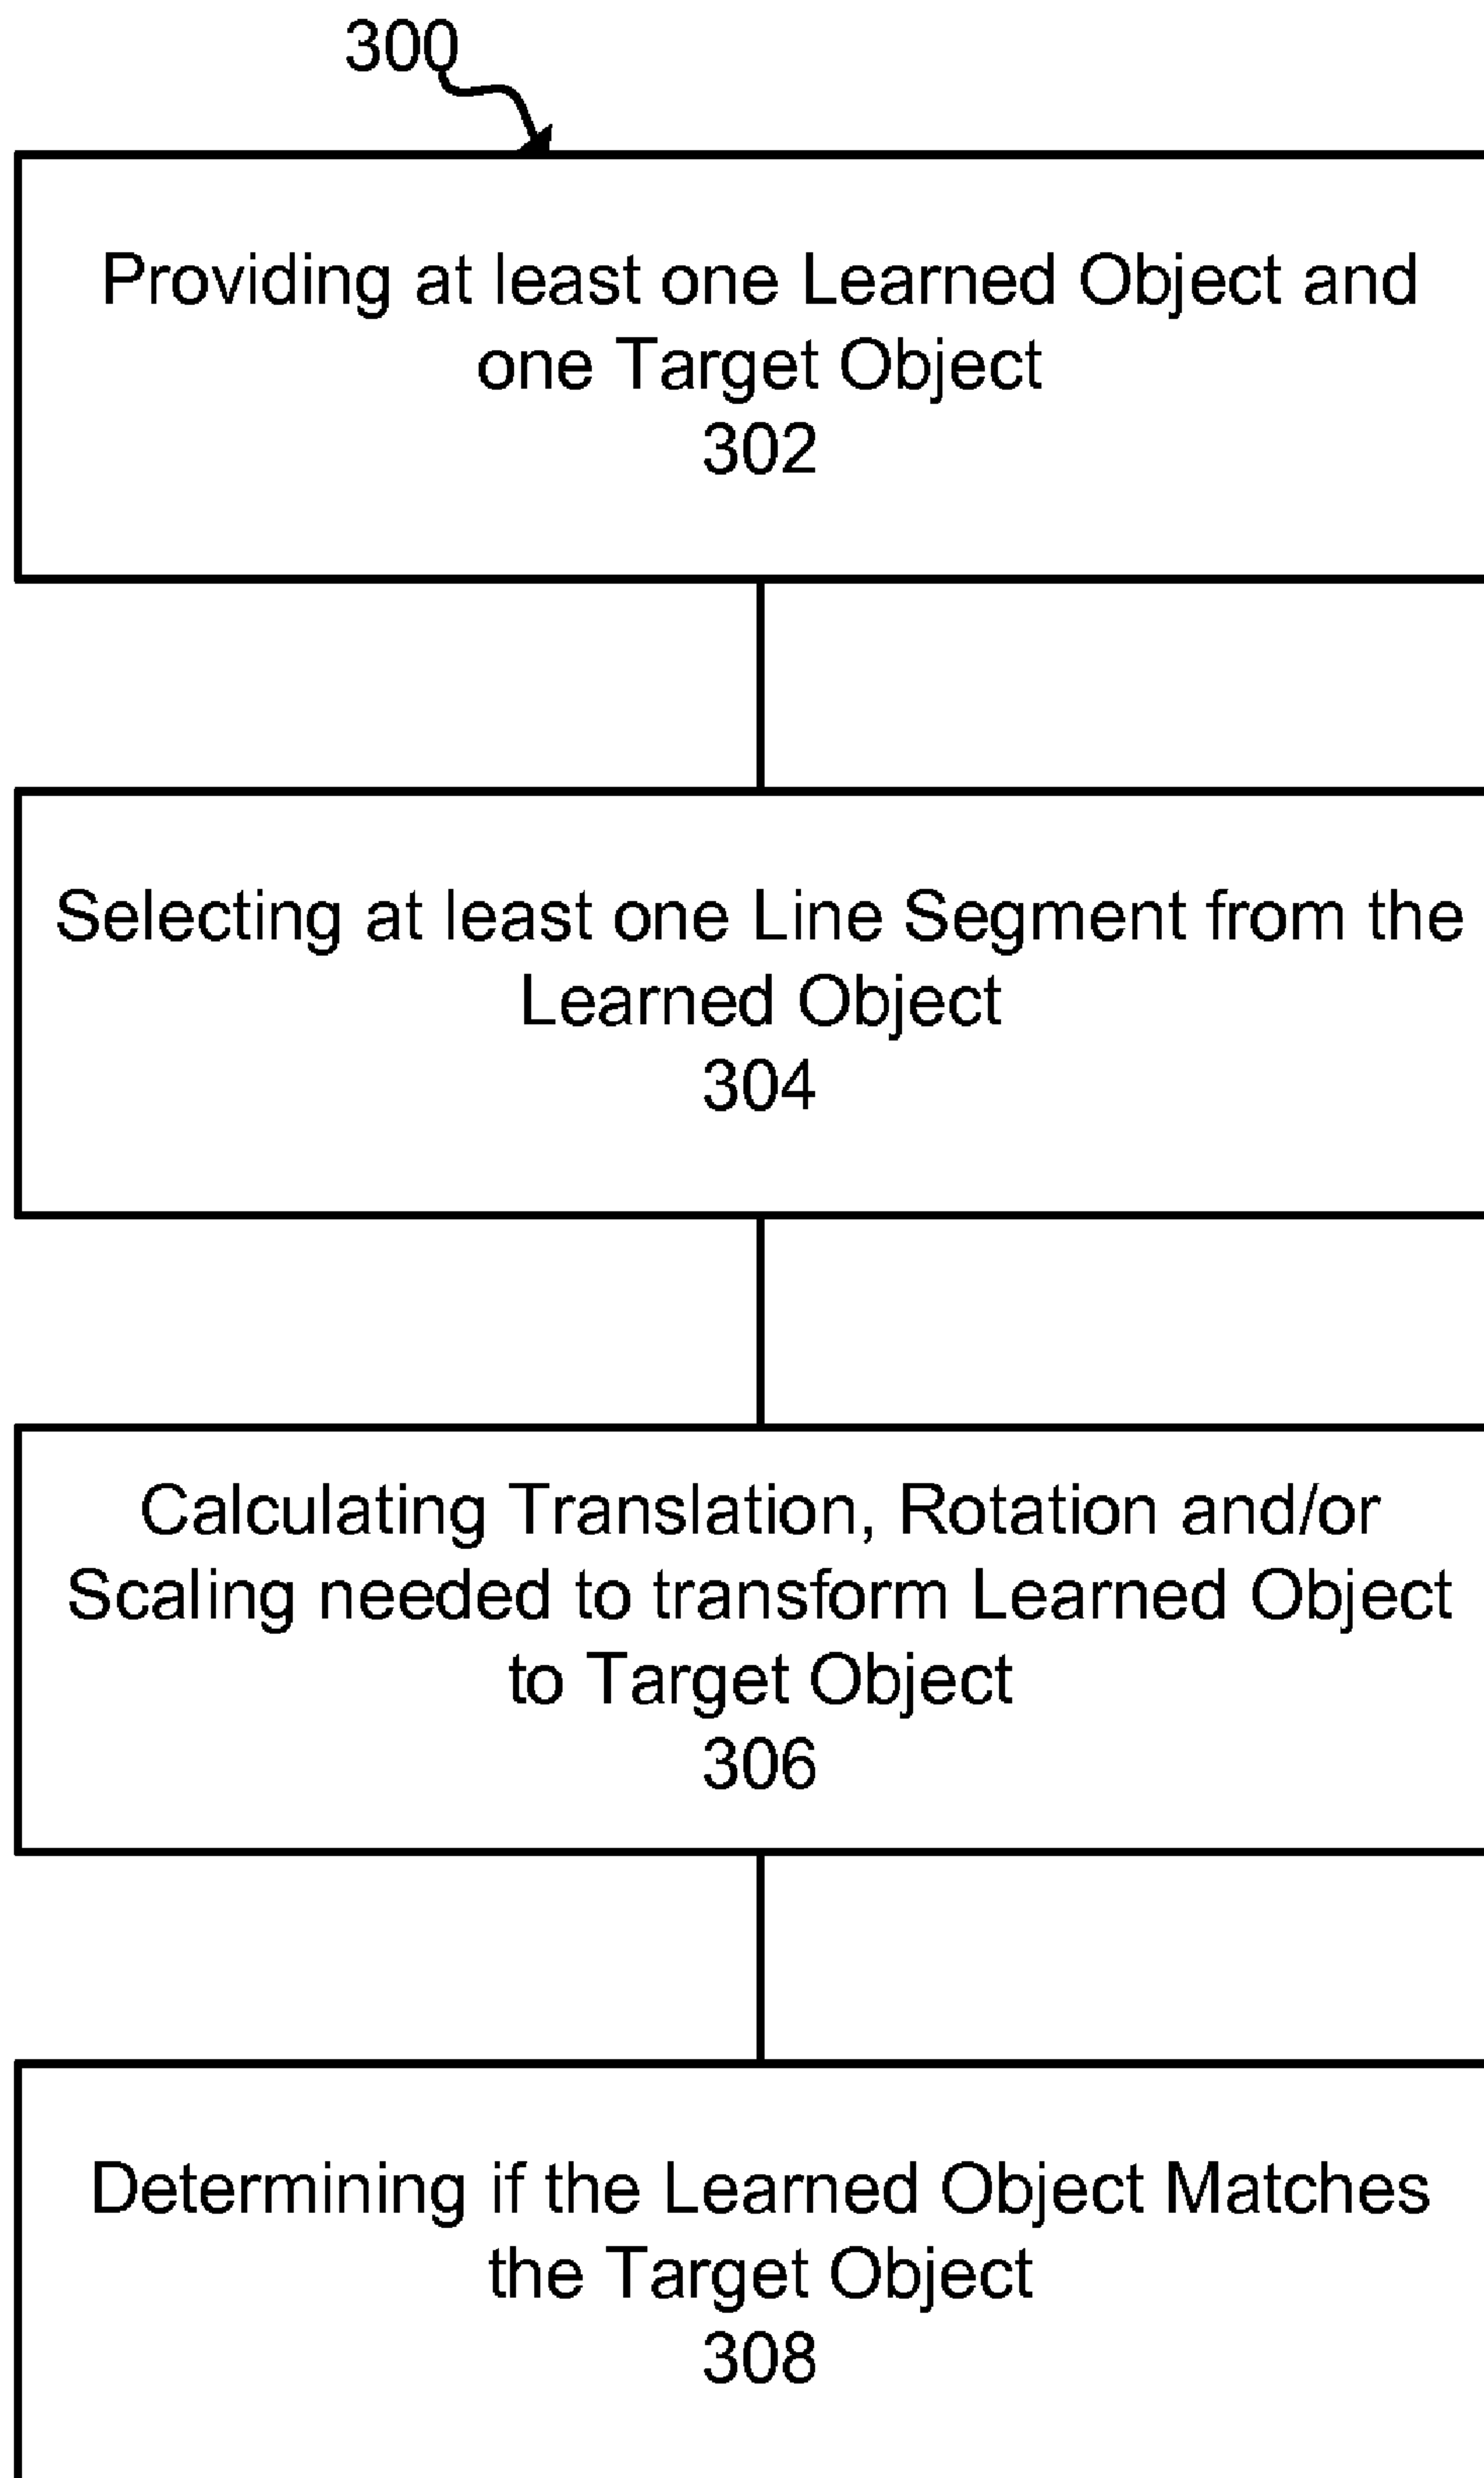 300
Providing at least one Learned Object and
one Target Object
302
Selecting at least one Line Segment from the
Learned Object
304
Calculating Translation, Rotation and/or
Scaling needed to transform Learned Object
to Target Object
306
Determining if the Learned Object Matches
the Target Object
308